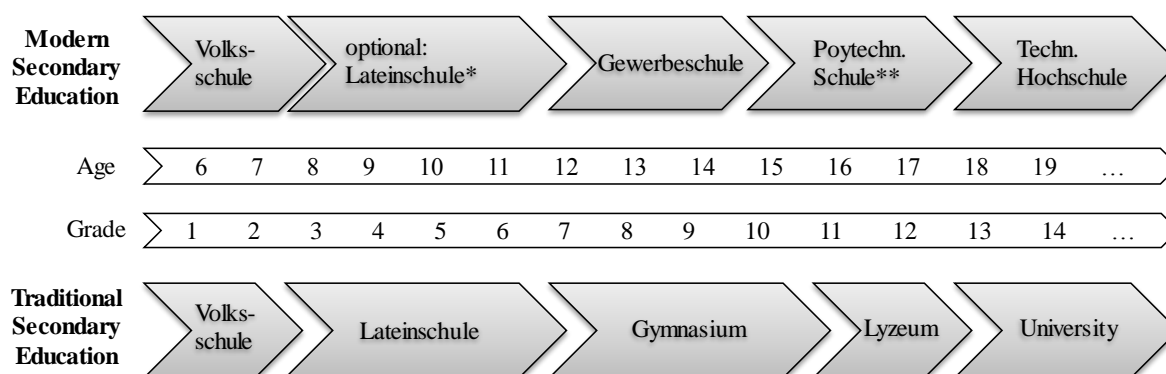 Modern
Secondary
Education
Volks-
schule
optional:
Lateinschule*
Gewerbeschule
Poytechn.
Schule**
Techn.
Hochschule
Age 6 7 8 9 10 11 12 13 14 15 16 17 18 19 …
Grade 1 2 3 4 5 6 7 8 9 10 11 12 13 14 …
Traditional
Secondary
Education
Volks-
schule
Lateinschule
Gymnasium
Lyzeum
University